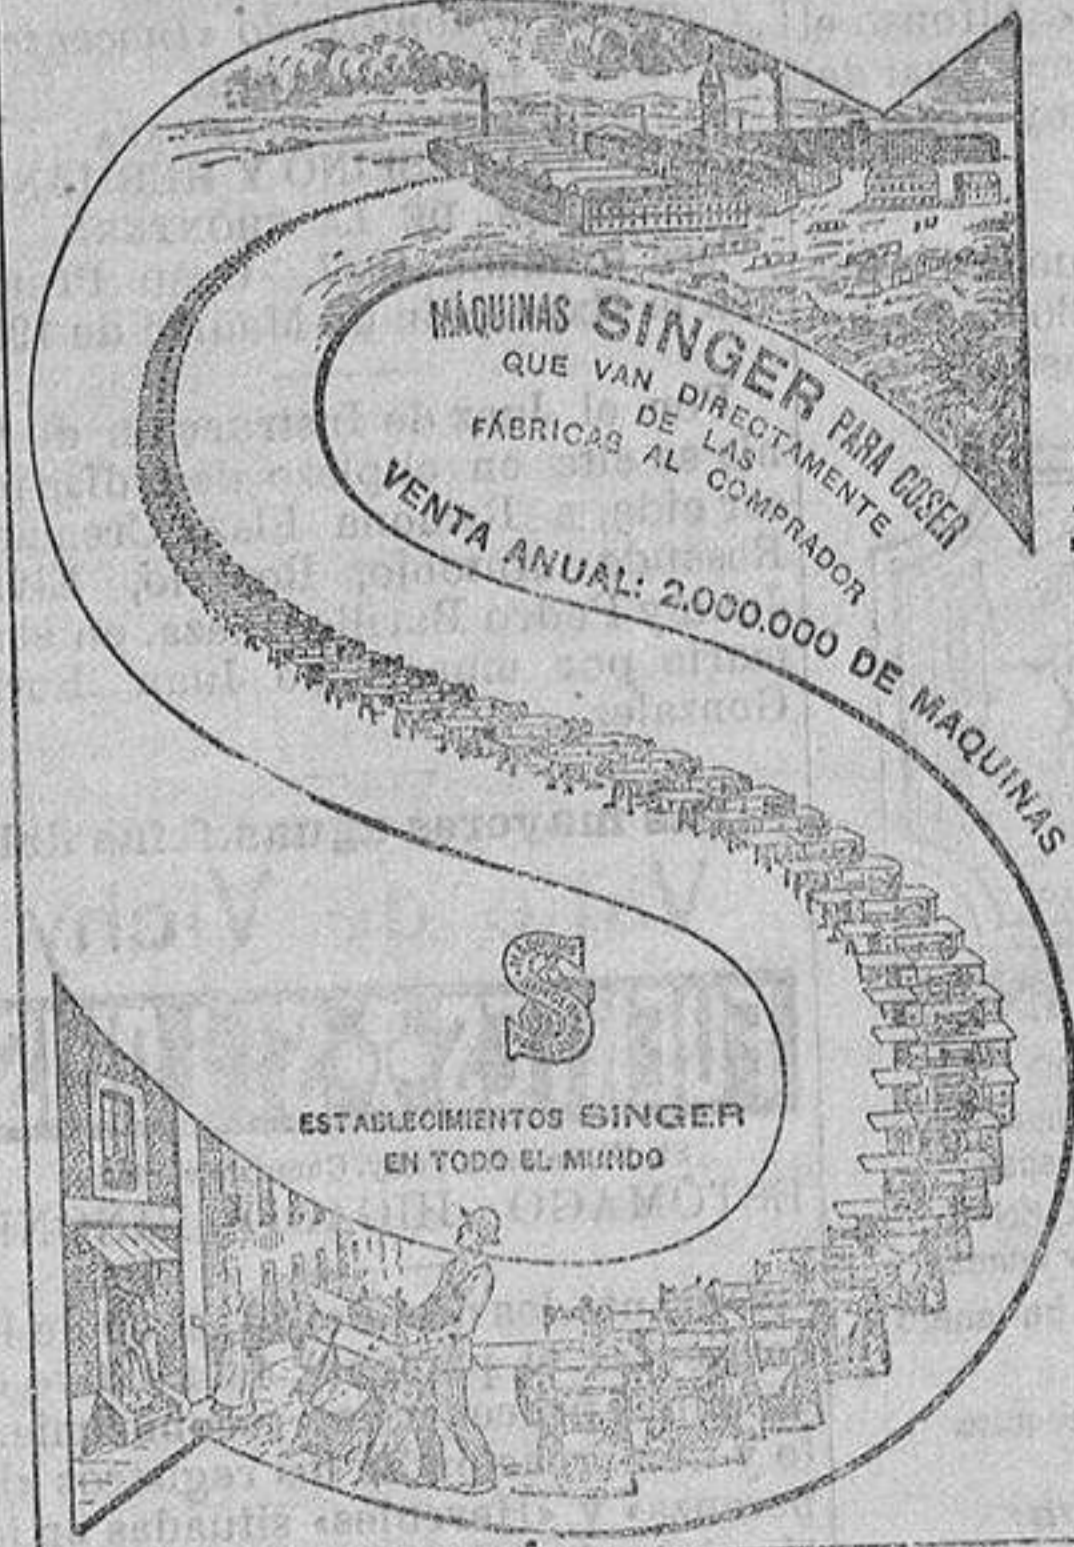 MÁQUINAS SINGER PARA COSER
QUE VAN DIRECTAMENTE
DE LAS
FÁBRICAS AL COMPRADOR
VENTA ANUAL: 2.000.000 DE MAQUINAS
S
SINGER
ESTABLECIMIENTOS SINGER
EN TODO EL MUNDO